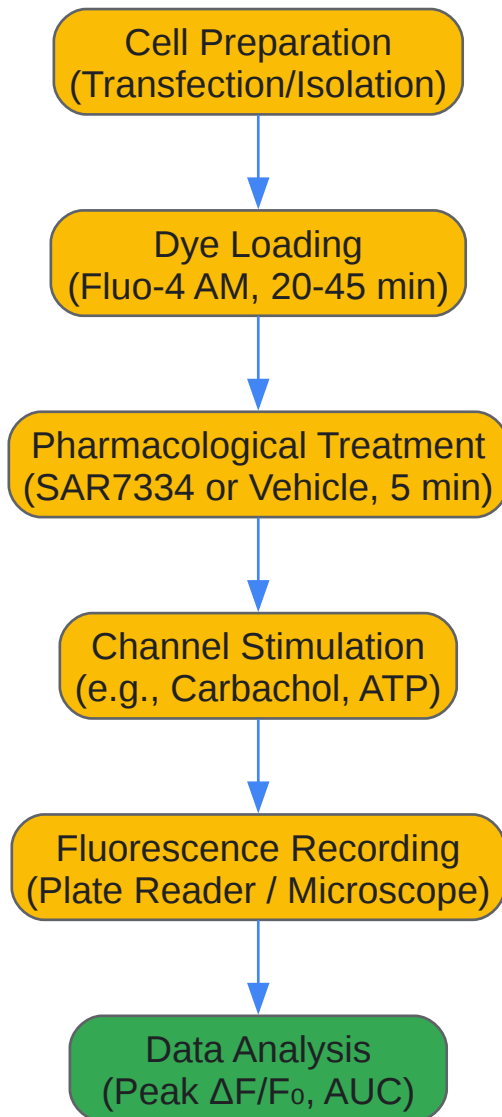 Cell Preparation
(Transfection/Isolation)
Dye Loading
(Fluo-4 AM, 20-45 min)
Pharmacological Treatment
(SAR7334 or Vehicle, 5 min)
Channel Stimulation
(e.g., Carbachol, ATP)
Fluorescence Recording
(Plate Reader / Microscope)
Data Analysis
(Peak ΔF/F₀, AUC)